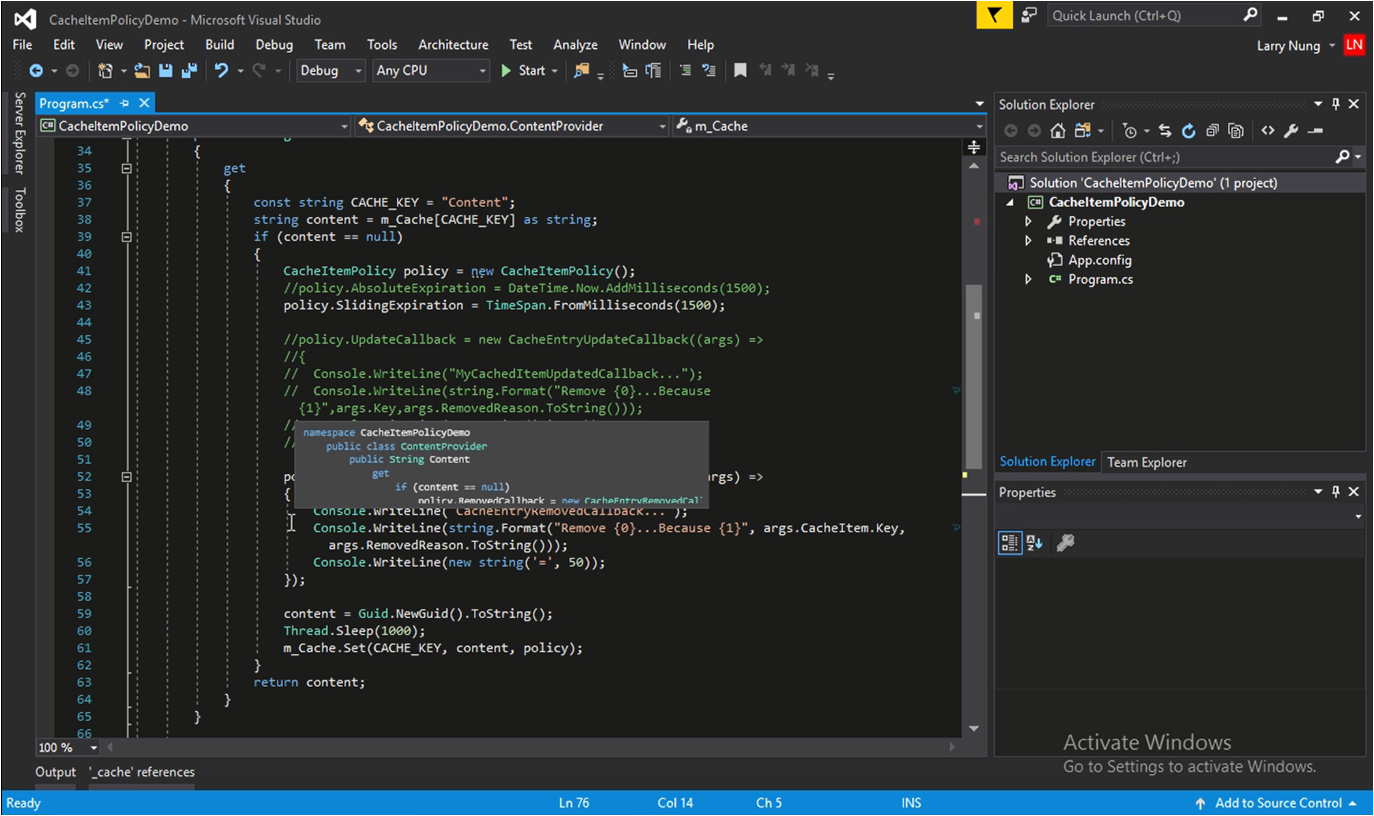 CacheItemPolicyDemo - Microsoft Visual Studio
Quick Launch (Ctrl+Q)
File Edit View Project Build Debug Team Tools Architecture Test Analyze Window Help
Larry Nung LN
Debug Any CPU Start
Server Explorer
Toolbox
Program.cs*
CacheItemPolicyDemo CacheItemPolicyDemo.ContentProvider m_Cache
34 {
35 get
36 {
37 const string CACHE_KEY = "Content";
38 string content = m_Cache[CACHE_KEY] as string;
39 if (content == null)
40 {
41 CacheItemPolicy policy = new CacheItemPolicy();
42 //policy.AbsoluteExpiration = DateTime.Now.AddMilliseconds(1500);
43 policy.SlidingExpiration = TimeSpan.FromMilliseconds(1500);
44
45 //policy.UpdateCallback = new CacheEntryUpdateCallback((args) =>
46 //{
47 // Console.WriteLine("MyCachedItemUpdatedCallback...");
48 // Console.WriteLine(string.Format("Remove {0}...Because
{1}",args.Key,args.RemovedReason.ToString()));
49
50
51
namespace CacheItemPolicyDemo
public class ContentProvider
public String Content
get
if (content == null)
policy.RemovedCallback = new CacheEntryRemovedCall
52 args) =>
53 {
54 Console.WriteLine("CacheEntryRemovedCallback...");
55 Console.WriteLine(string.Format("Remove {0}...Because {1}", args.CacheItem.Key,
args.RemovedReason.ToString()));
56 Console.WriteLine(new string('=', 50));
57 });
58
59 content = Guid.NewGuid().ToString();
60 Thread.Sleep(1000);
61 m_Cache.Set(CACHE_KEY, content, policy);
62 }
63 return content;
64 }
65 }
66
100 %
Output '_cache' references
Solution Explorer
Search Solution Explorer (Ctrl+;)
Solution 'CacheItemPolicyDemo' (1 project)
CacheItemPolicyDemo
Properties
References
App.config
Program.cs
Solution Explorer Team Explorer
Properties
Activate Windows
Go to Settings to activate Windows.
Ready Ln 76 Col 14 Ch 5 INS Add to Source Control